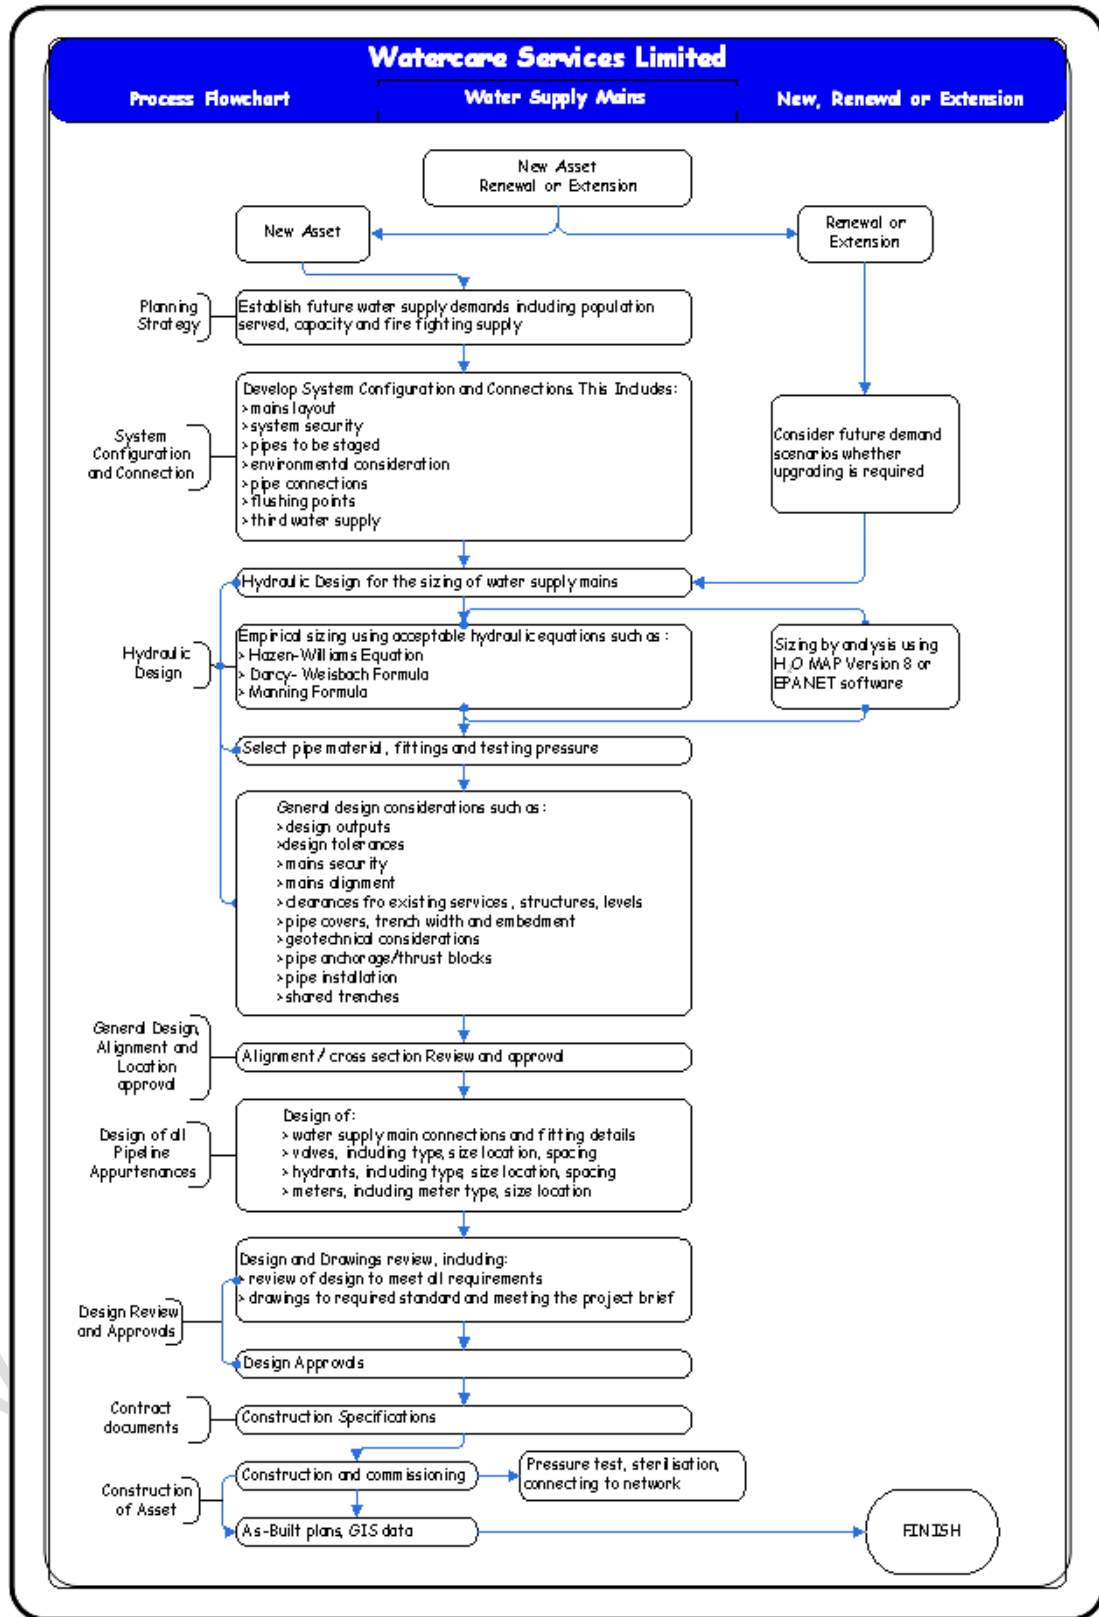 Watercare Services Limited
Process Flowchart
Water Supply Mains
New, Renewal or Extension
New Asset
Renewal or Extension
New Asset
Renewal or
Extension
Planning
Strategy
Establish future water supply demands including population
served, capacity and fire fighting supply
System
Configuration
and Connection
Develop System Configuration and Connections. This Includes:
> mains layout
> system security
> pipes to be staged
> environmental consideration
> pipe connections
> flushing points
> third water supply
Consider future demand
scenarios whether
upgrading is required
Hydraulic Design for the sizing of water supply mains
Hydraulic
Design
Empirical sizing using acceptable hydraulic equations such as :
> Hazen-Williams Equation
> Darcy- Weisbach Formula
> Manning Formula
Sizing by analysis using
H2O MAP Version 8 or
EPANET software
Select pipe material, fittings and testing pressure
General design considerations such as:
> design outputs
>design tolerances
> mains security
> mains alignment
> clearances fro existing services , structures, levels
> pipe covers, trench width and embedment
> geotechnical considerations
> pipe anchorage/thrust blocks
> pipe installation
> shared trenches
General Design,
Alignment and
Location
approval
Alignment / cross section Review and approval
Design of all
Pipeline
Appurtenances
Design of:
> water supply main connections and fitting details
> valves, including type, size location, spacing
> hydrants, including type, size location, spacing
> meters, including meter type, size location
Design Review
and Approvals
Design and Drawings review, including:
> review of design to meet all requirements
> drawings to required standard and meeting the project brief
Design Approvals
Contract
documents
Construction Specifications
Construction
of Asset
Construction and commissioning
Pressure test, sterilisation,
connecting to network
As-Built plans, GIS data
FINISH